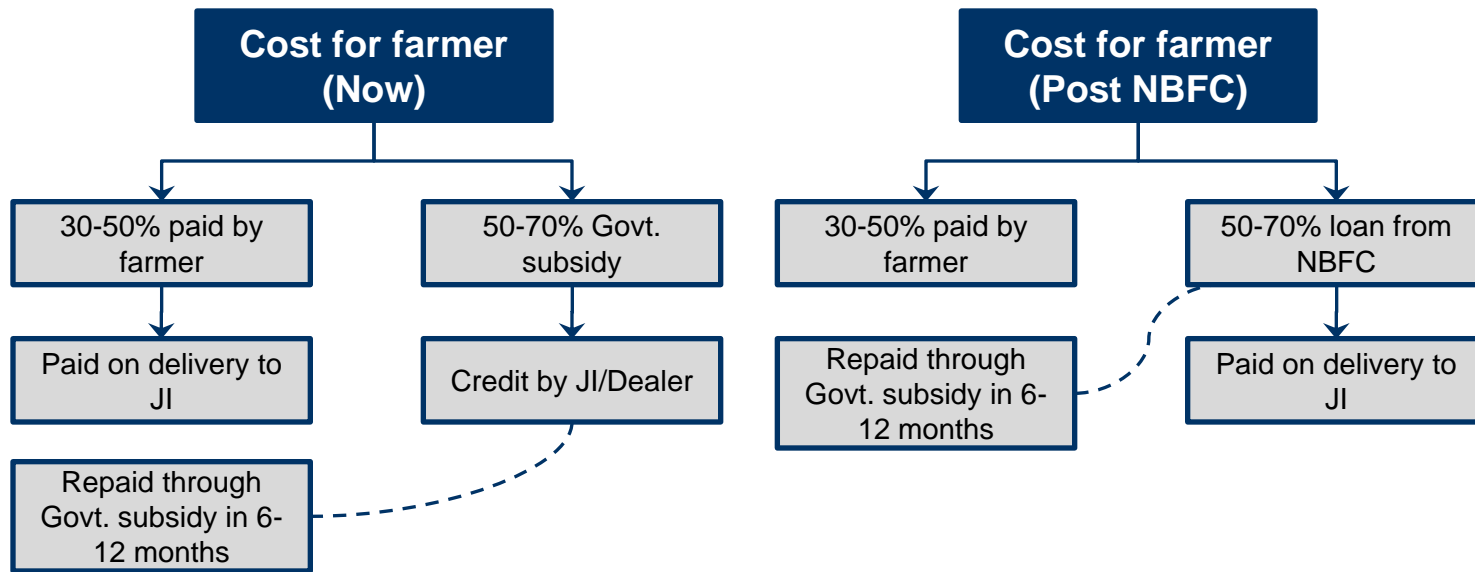 Cost for farmer
(Now)
30-50% paid by
farmer
50-70% Govt.
subsidy
Paid on delivery to
JI
Credit by JI/Dealer
Repaid through
Govt. subsidy in 6-
12 months
Cost for farmer
(Post NBFC)
30-50% paid by
farmer
50-70% loan from
NBFC
Repaid through
Govt. subsidy in 6-
12 months
Paid on delivery to
JI